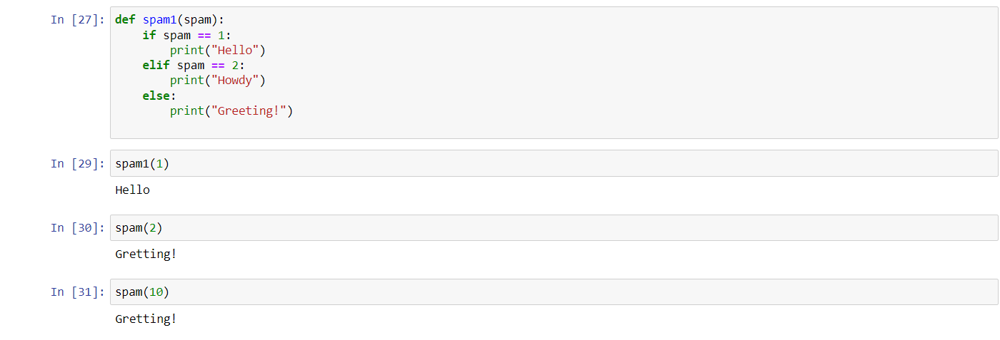 In [27]: def spam1(spam):
    if spam == 1:
        print("Hello")
    elif spam == 2:
        print("Howdy")
    else:
        print("Greeting!")
In [29]: spam1(1)
Hello
In [30]: spam(2)
Gretting!
In [31]: spam(10)
Gretting!